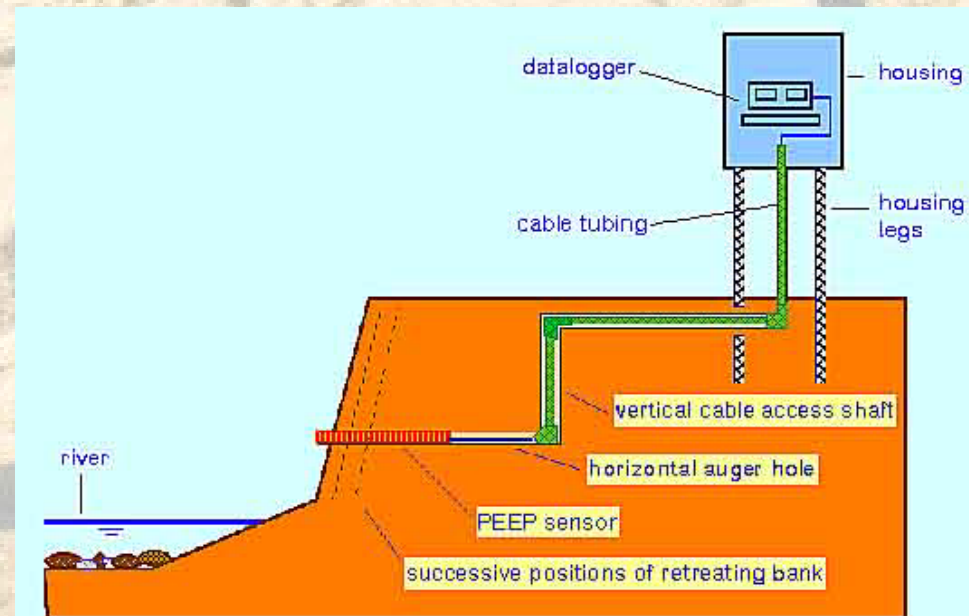 datalogger
housing
cable tubing
housing
legs
vertical cable access shaft
river
horizontal auger hole
PEEP sensor
successive positions of retreating bank